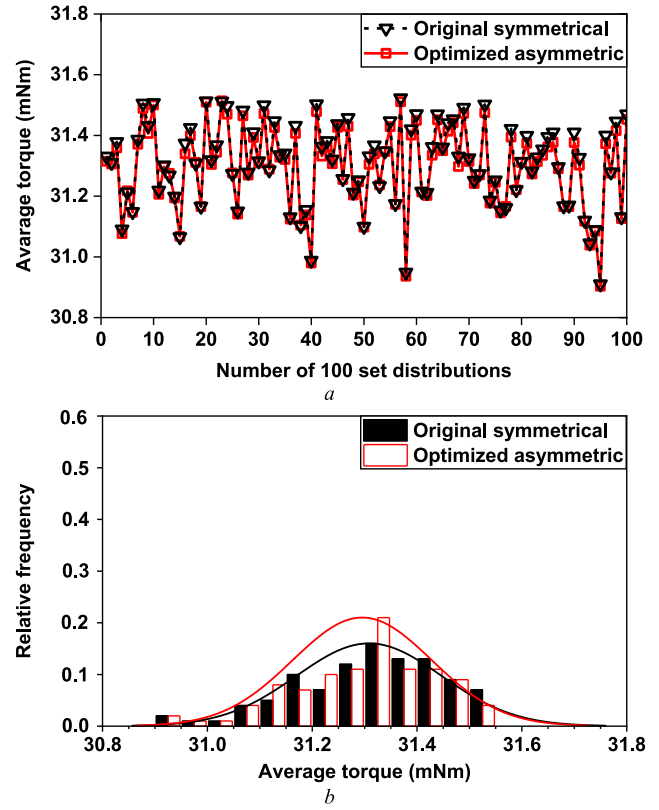 31.8
31.6
31.4
31.2
31.0
30.8
Avarage torque (mNm)
Original symmetrical
Optimized asymmetric
0 10 20 30 40 50 60 70 80 90 100
Number of 100 set distributions
a
0.6
0.5
0.4
0.3
0.2
0.1
0.0
Relative frequency
Original symmetrical
Optimized asymmetric
30.8 31.0 31.2 31.4 31.6 31.8
Average torque (mNm)
b